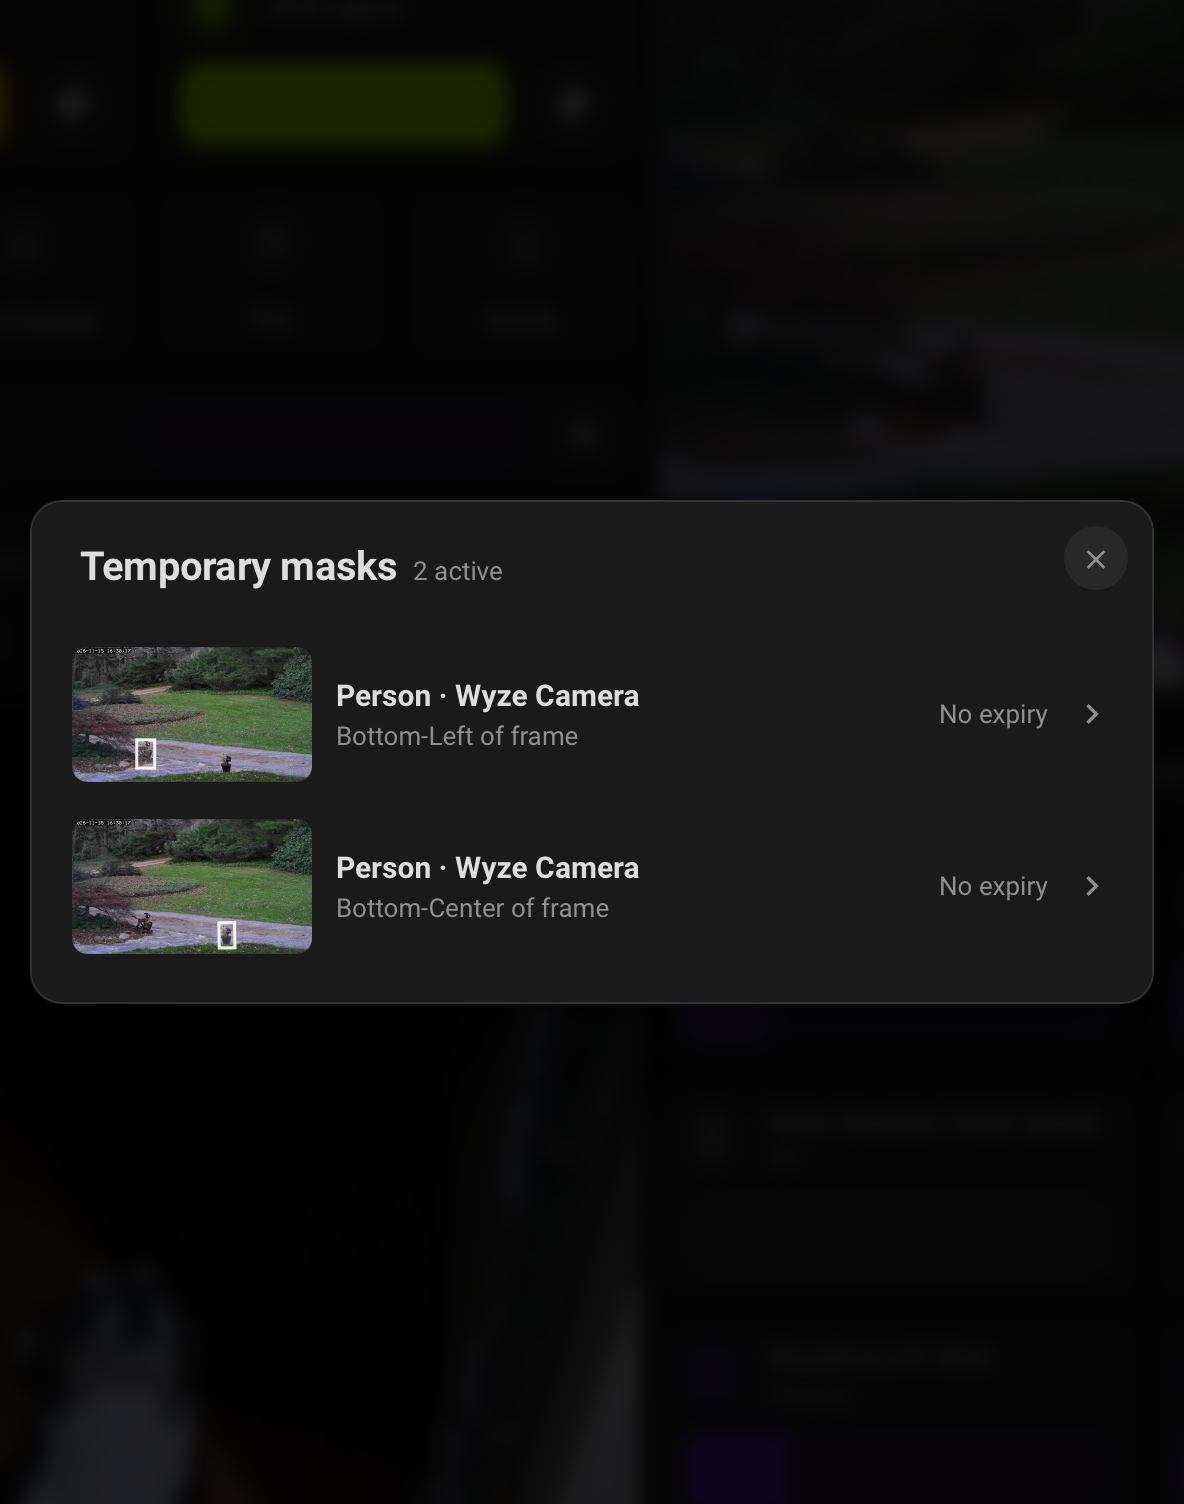 Temporary masks 2 active
Person · Wyze Camera
Bottom-Left of frame
No expiry
Person · Wyze Camera
Bottom-Center of frame
No expiry